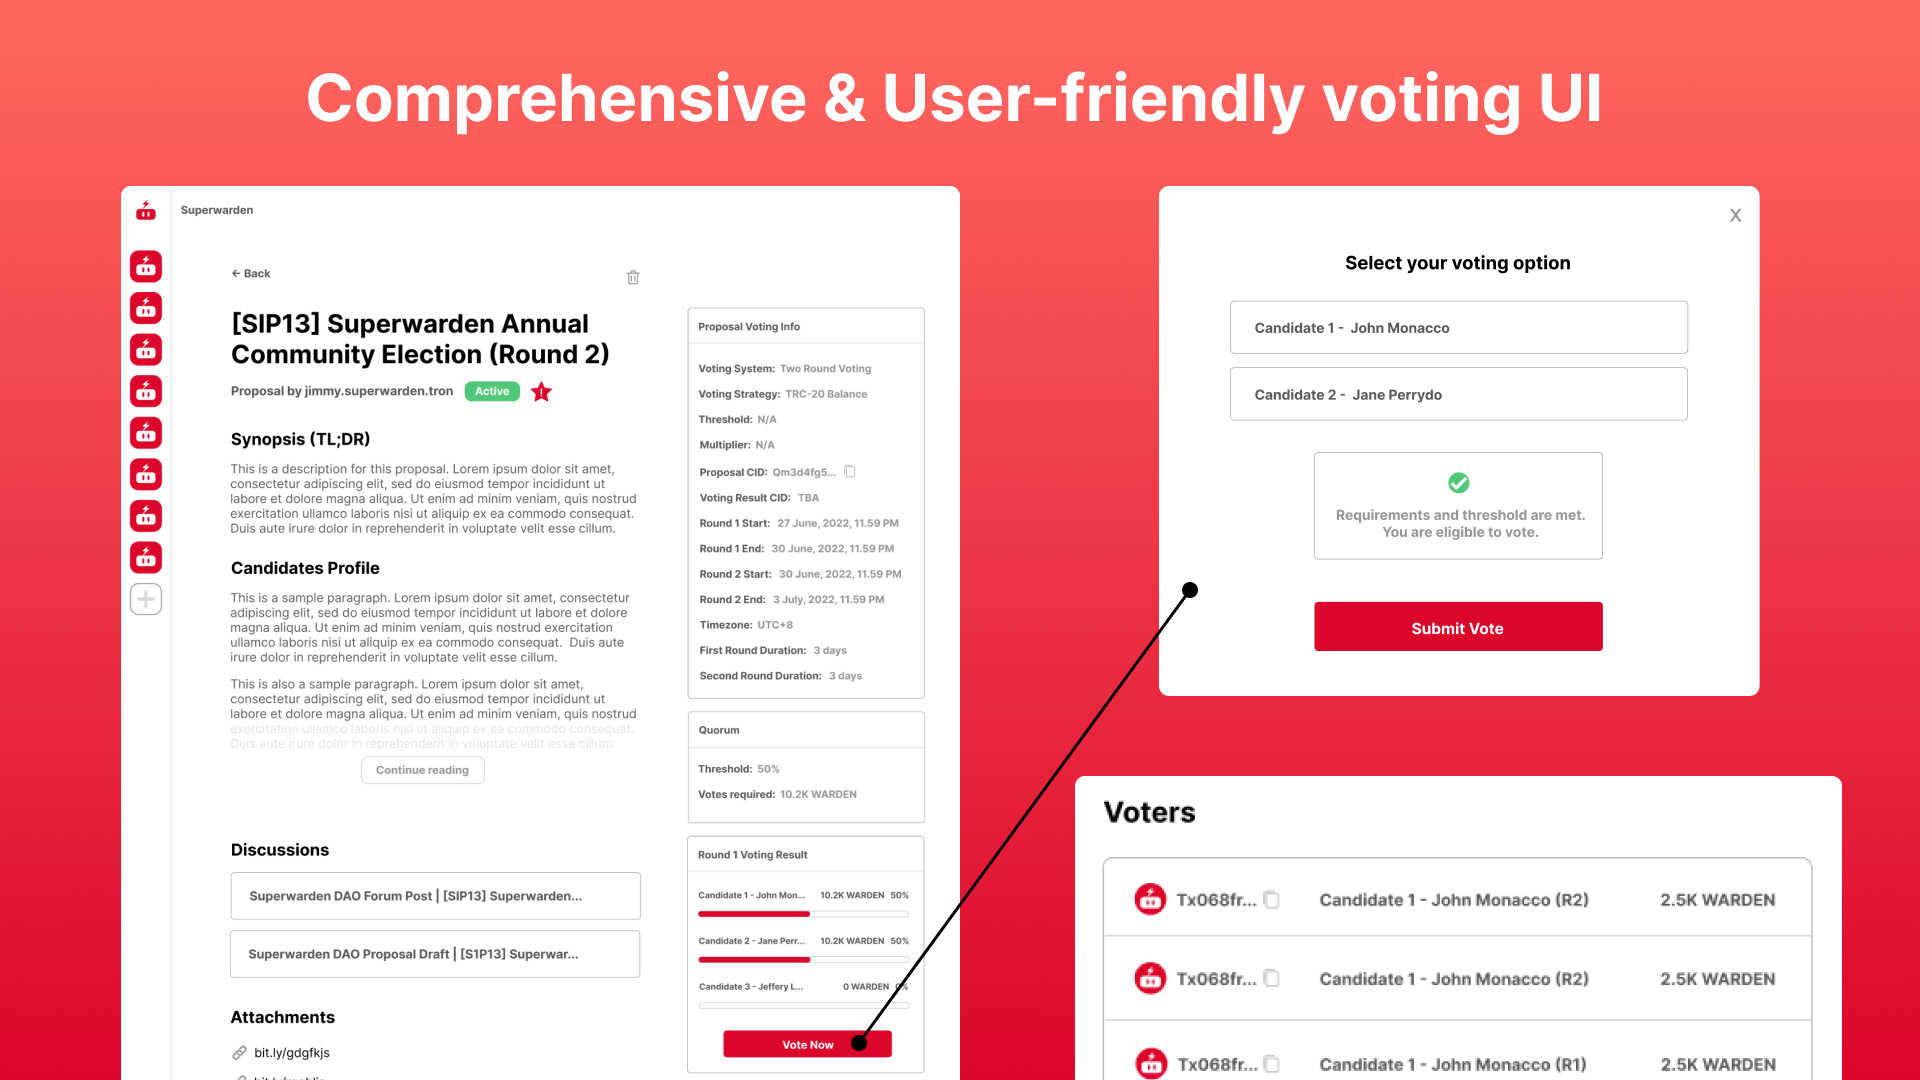 Comprehensive & User-friendly voting UI
Superwarden
← Back
[SIP13] Superwarden Annual
Community Election (Round 2)
Proposal by jimmy.superwarden.tron
Active
Synopsis (TL;DR)
This is a description for this proposal. Lorem ipsum dolor sit amet,
consectetur adipiscing elit, sed do eiusmod tempor incididunt ut
labore et dolore magna aliqua. Ut enim ad minim veniam, quis nostrud
exercitation ullamco laboris nisi ut aliquip ex ea commodo consequat.
Duis aute irure dolor in reprehenderit in voluptate velit esse cillum.
Candidates Profile
This is a sample paragraph. Lorem ipsum dolor sit amet, consectetur
adipiscing elit, sed do eiusmod tempor incididunt ut labore et dolore
magna aliqua. Ut enim ad minim veniam, quis nostrud exercitation
ullamco laboris nisi ut aliquip ex ea commodo consequat.  Duis aute
irure dolor in reprehenderit in voluptate velit esse cillum.
This is also a sample paragraph. Lorem ipsum dolor sit amet,
consectetur adipiscing elit, sed do eiusmod tempor incididunt ut
labore et dolore magna aliqua. Ut enim ad minim veniam, quis nostrud
exercitation ullamco laboris nisi ut aliquip ex ea commodo consequat.
Duis aute irure dolor in reprehenderit in voluptate velit esse cillum.
Continue reading
Discussions
Superwarden DAO Forum Post | [SIP13] Superwarden...
Superwarden DAO Proposal Draft | [S1P13] Superwar...
Attachments
bit.ly/gdgfkjs
Proposal Voting Info
Voting System: Two Round Voting
Voting Strategy: TRC-20 Balance
Threshold: N/A
Multiplier: N/A
Proposal CID: Qm3d4fg5...
Voting Result CID: TBA
Round 1 Start: 27 June, 2022, 11.59 PM
Round 1 End: 30 June, 2022, 11.59 PM
Round 2 Start: 30 June, 2022, 11.59 PM
Round 2 End: 3 July, 2022, 11.59 PM
Timezone: UTC+8
First Round Duration: 3 days
Second Round Duration: 3 days
Quorum
Threshold: 50%
Votes required: 10.2K WARDEN
Round 1 Voting Result
Candidate 1 - John Mon... 10.2K WARDEN 50%
Candidate 2 - Jane Perr... 10.2K WARDEN 50%
Candidate 3 - Jeffery L... 0 WARDEN 0%
Vote Now
X
Select your voting option
Candidate 1 - John Monacco
Candidate 2 - Jane Perrydo
Requirements and threshold are met.
You are eligible to vote.
Submit Vote
Voters
Tx068fr... Candidate 1 - John Monacco (R2) 2.5K WARDEN
Tx068fr... Candidate 1 - John Monacco (R2) 2.5K WARDEN
Tx068fr... Candidate 1 - John Monacco (R1) 2.5K WARDEN